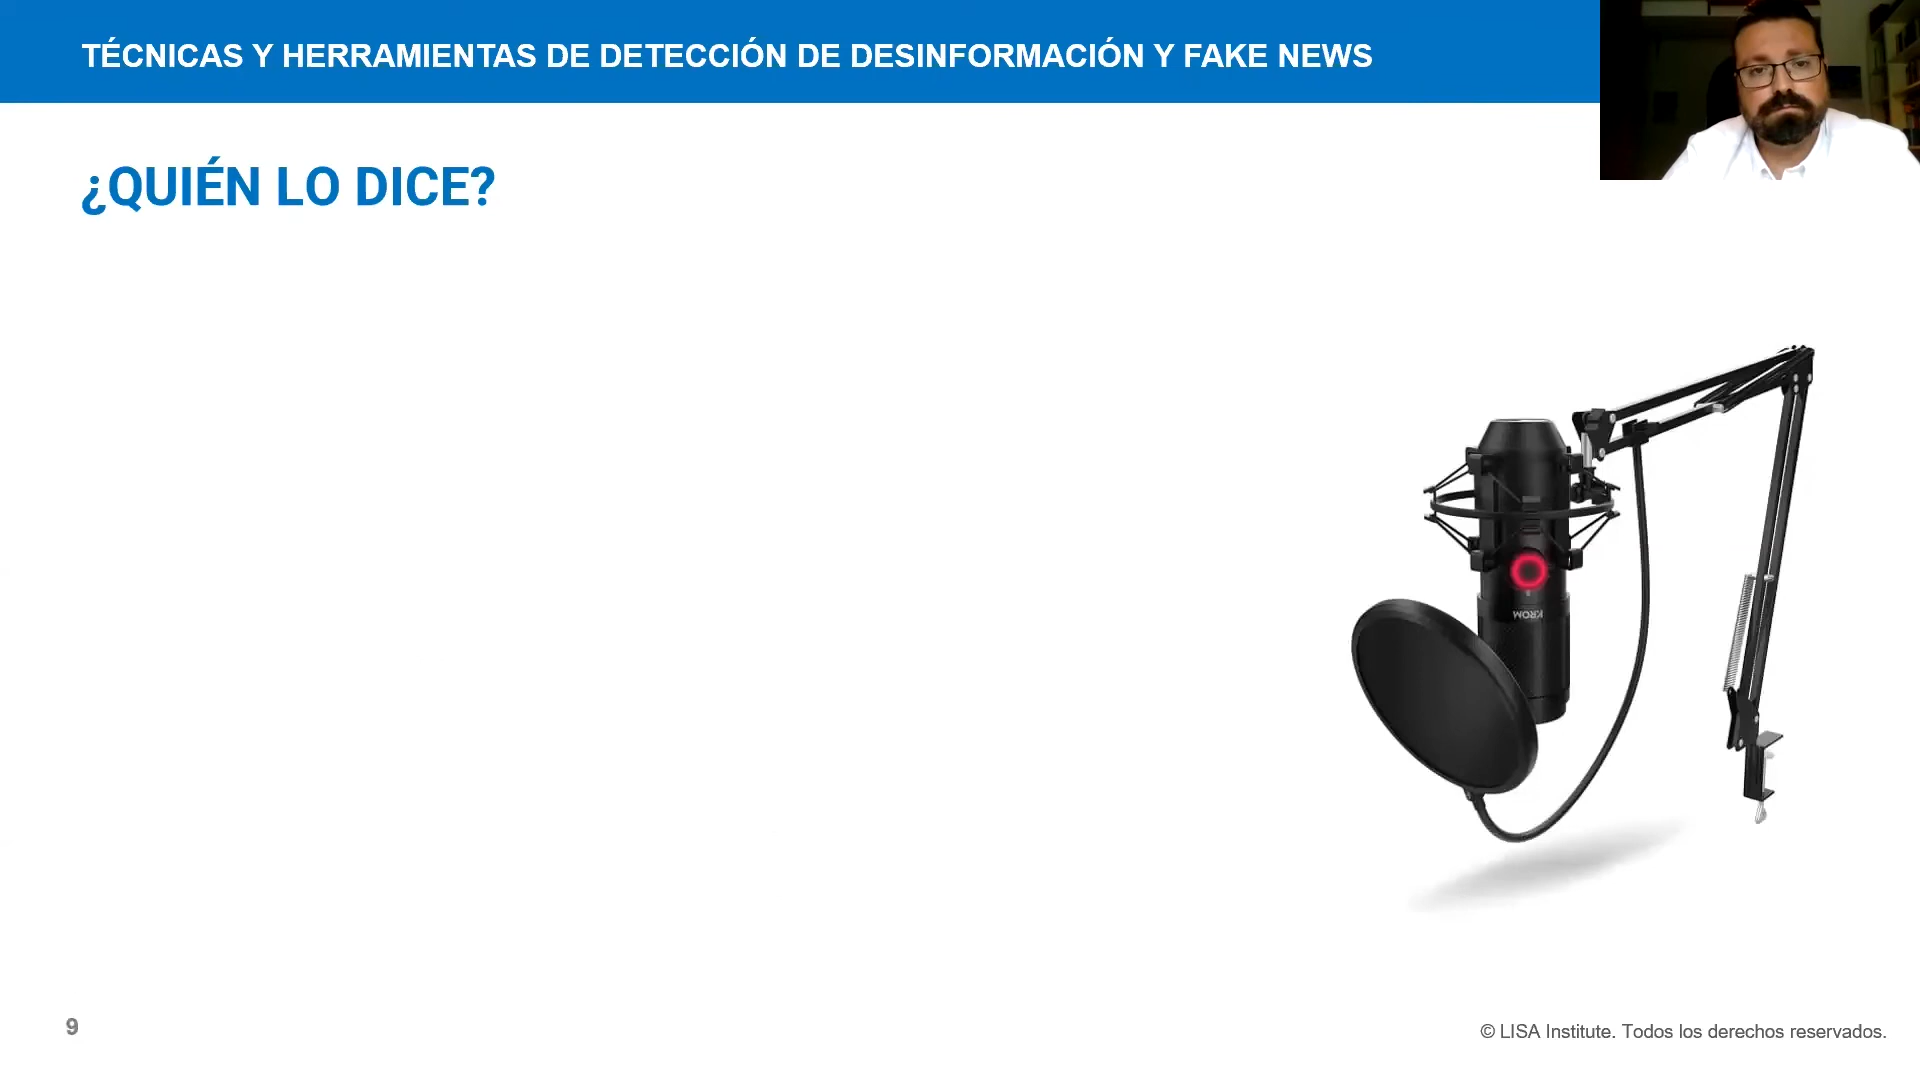 TÉCNICAS Y HERRAMIENTAS DE DETECCIÓN DE DESINFORMACIÓN Y FAKE NEWS
¿QUIÉN LO DICE?
KROM
9
© LISA Institute. Todos los derechos reservados.